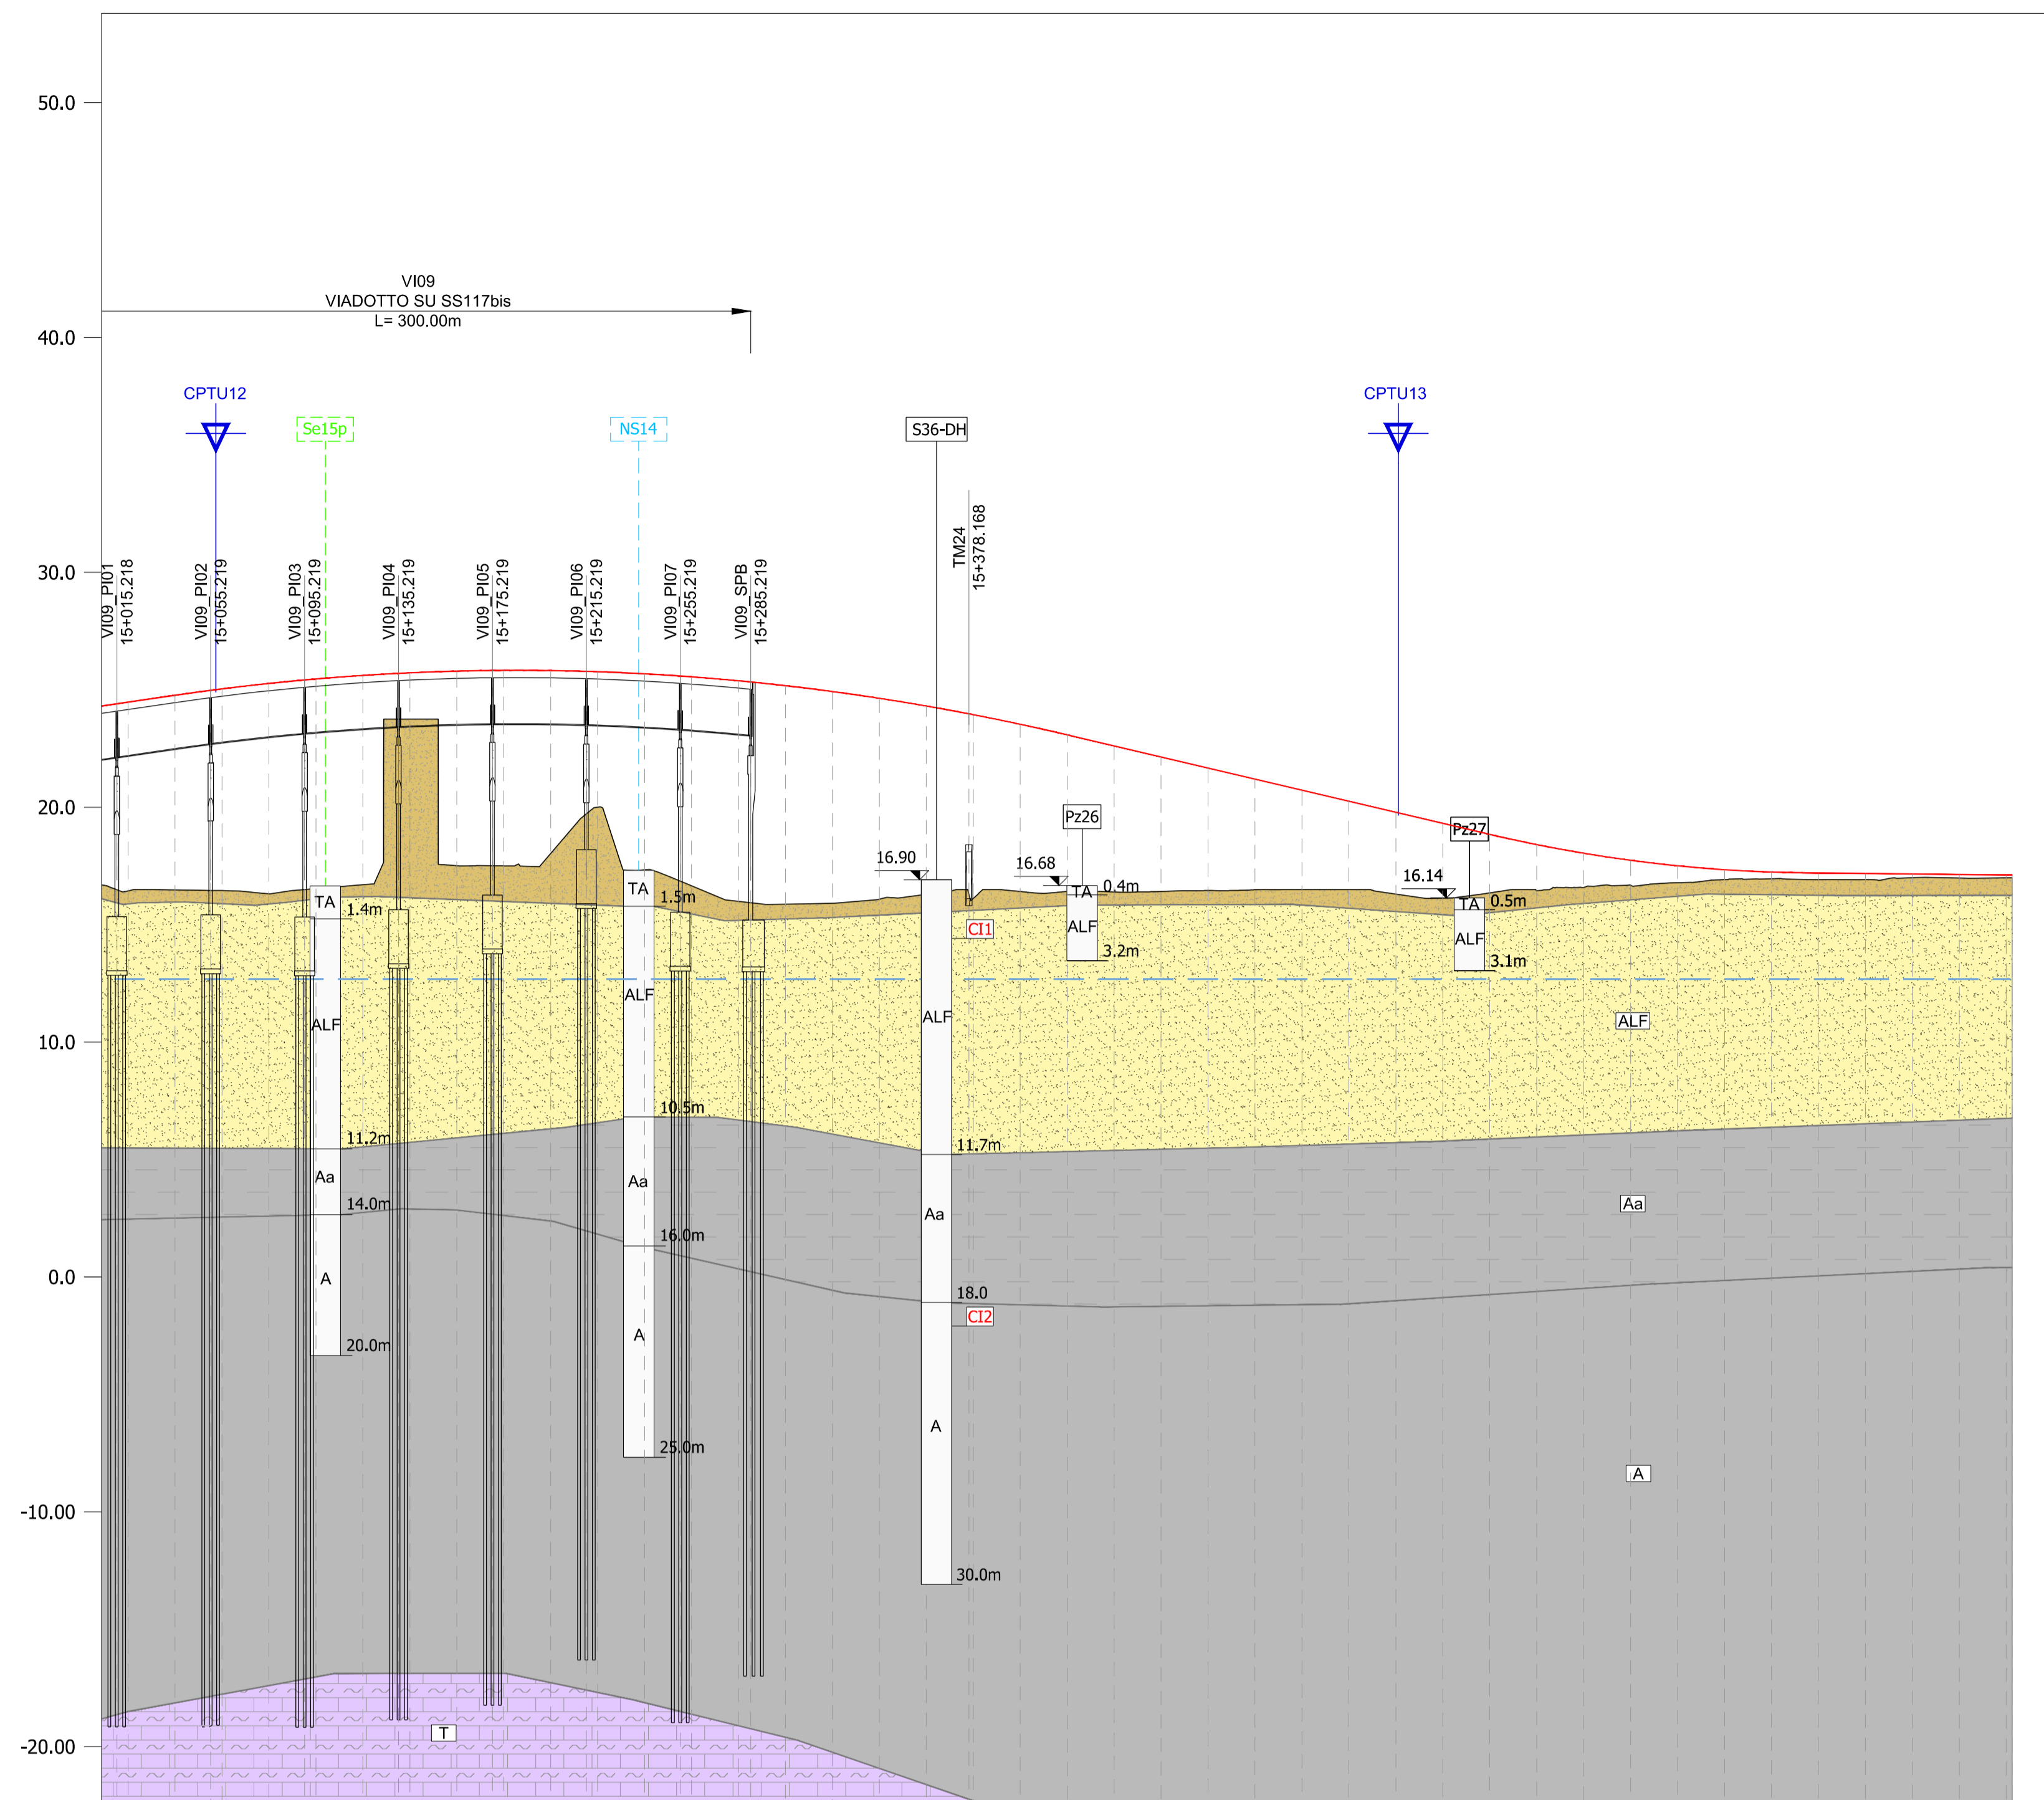 50.0
VI09
VIADOTTO SU SS117bis
L= 300.00m
40.0
CPTU12
CPTU13
Se15p
NS14
S36-DH
30.0
VI09_PI01
15+015.218
VI09_PI02
15+055.219
VI09_PI03
15+095.219
VI09_PI04
15+135.219
VI09_PI05
15+175.219
VI09_PI06
15+215.219
VI09_PI07
15+255.219
VI09_SPB
15+285.219
TM24
15+378.168
20.0
Pz26
Pz27
16.90
16.68
16.14
TA
1.4m
TA
1.5m
TA
0.4m
TA
0.5m
CI1
ALF
3.2m
ALF
3.1m
ALF
ALF
ALF
ALF
10.0
10.5m
11.2m
11.7m
Aa
14.0m
Aa
16.0m
Aa
Aa
0.0
A
18.0
CI2
20.0m
A
25.0m
A
A
-10.00
30.0m
T
-20.00